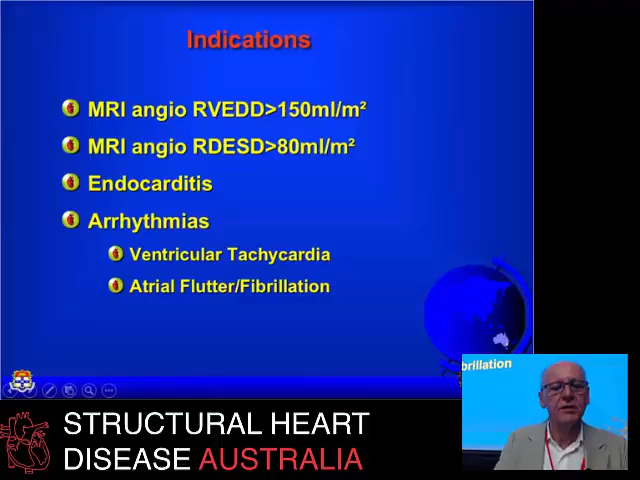 Indications
MRI angio RVEDD>150ml/m²
MRI angio RDESD>80ml/m²
Endocarditis
Arrhythmias
Ventricular Tachycardia
Atrial Flutter/Fibrillation
brillation
STRUCTURAL HEART
DISEASE AUSTRALIA